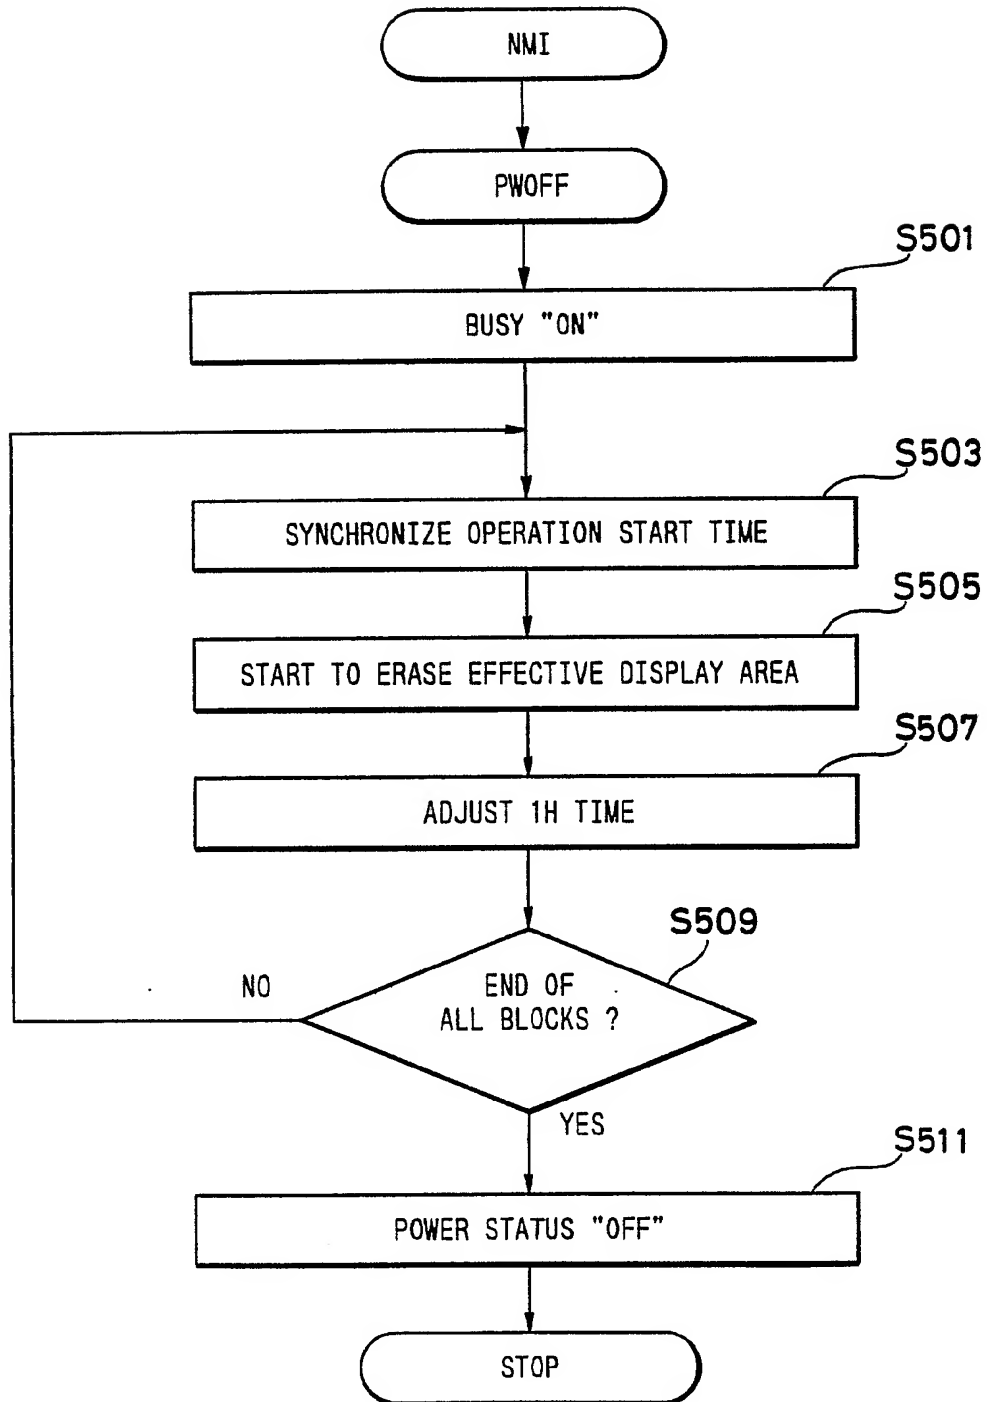 NMI
PWOFF
S501
BUSY "ON"
S503
SYNCHRONIZE OPERATION START TIME
S505
START TO ERASE EFFECTIVE DISPLAY AREA
S507
ADJUST 1H TIME
S509
END OF
ALL BLOCKS ?
NO
YES
S511
POWER STATUS "OFF"
STOP